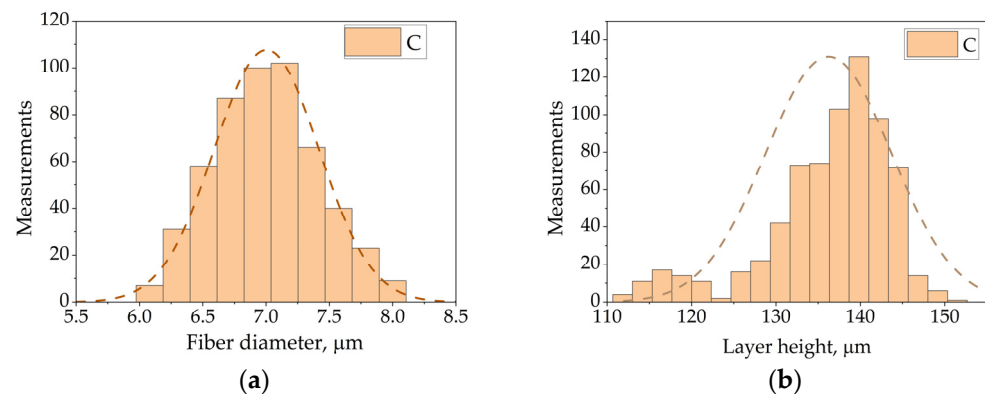 120
100
80
60
40
20
0
Measurements
C
5.5 6.0 6.5 7.0 7.5 8.0 8.5
Fiber diameter, μm
(a)
140
120
100
80
60
40
20
0
Measurements
C
110 120 130 140 150
Layer height, μm
(b)